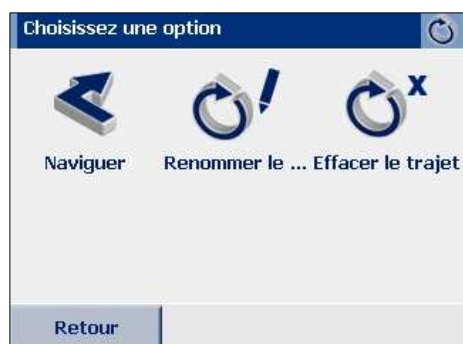 Choisissez une option
Naviguer Renommer le ... Effacer le trajet
Retour